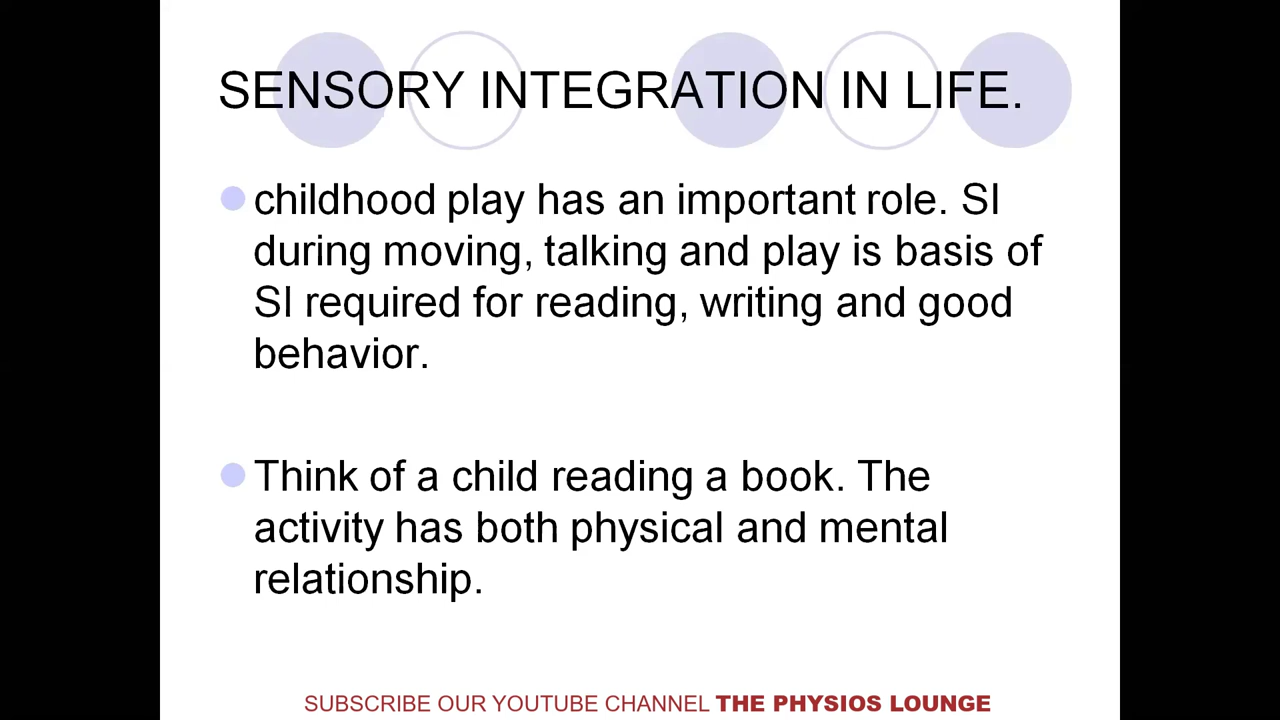 SENSORY INTEGRATION IN LIFE.
childhood play has an important role. SI
during moving, talking and play is basis of
SI required for reading, writing and good
behavior.
Think of a child reading a book. The
activity has both physical and mental
relationship.
SUBSCRIBE OUR YOUTUBE CHANNEL THE PHYSIOS LOUNGE